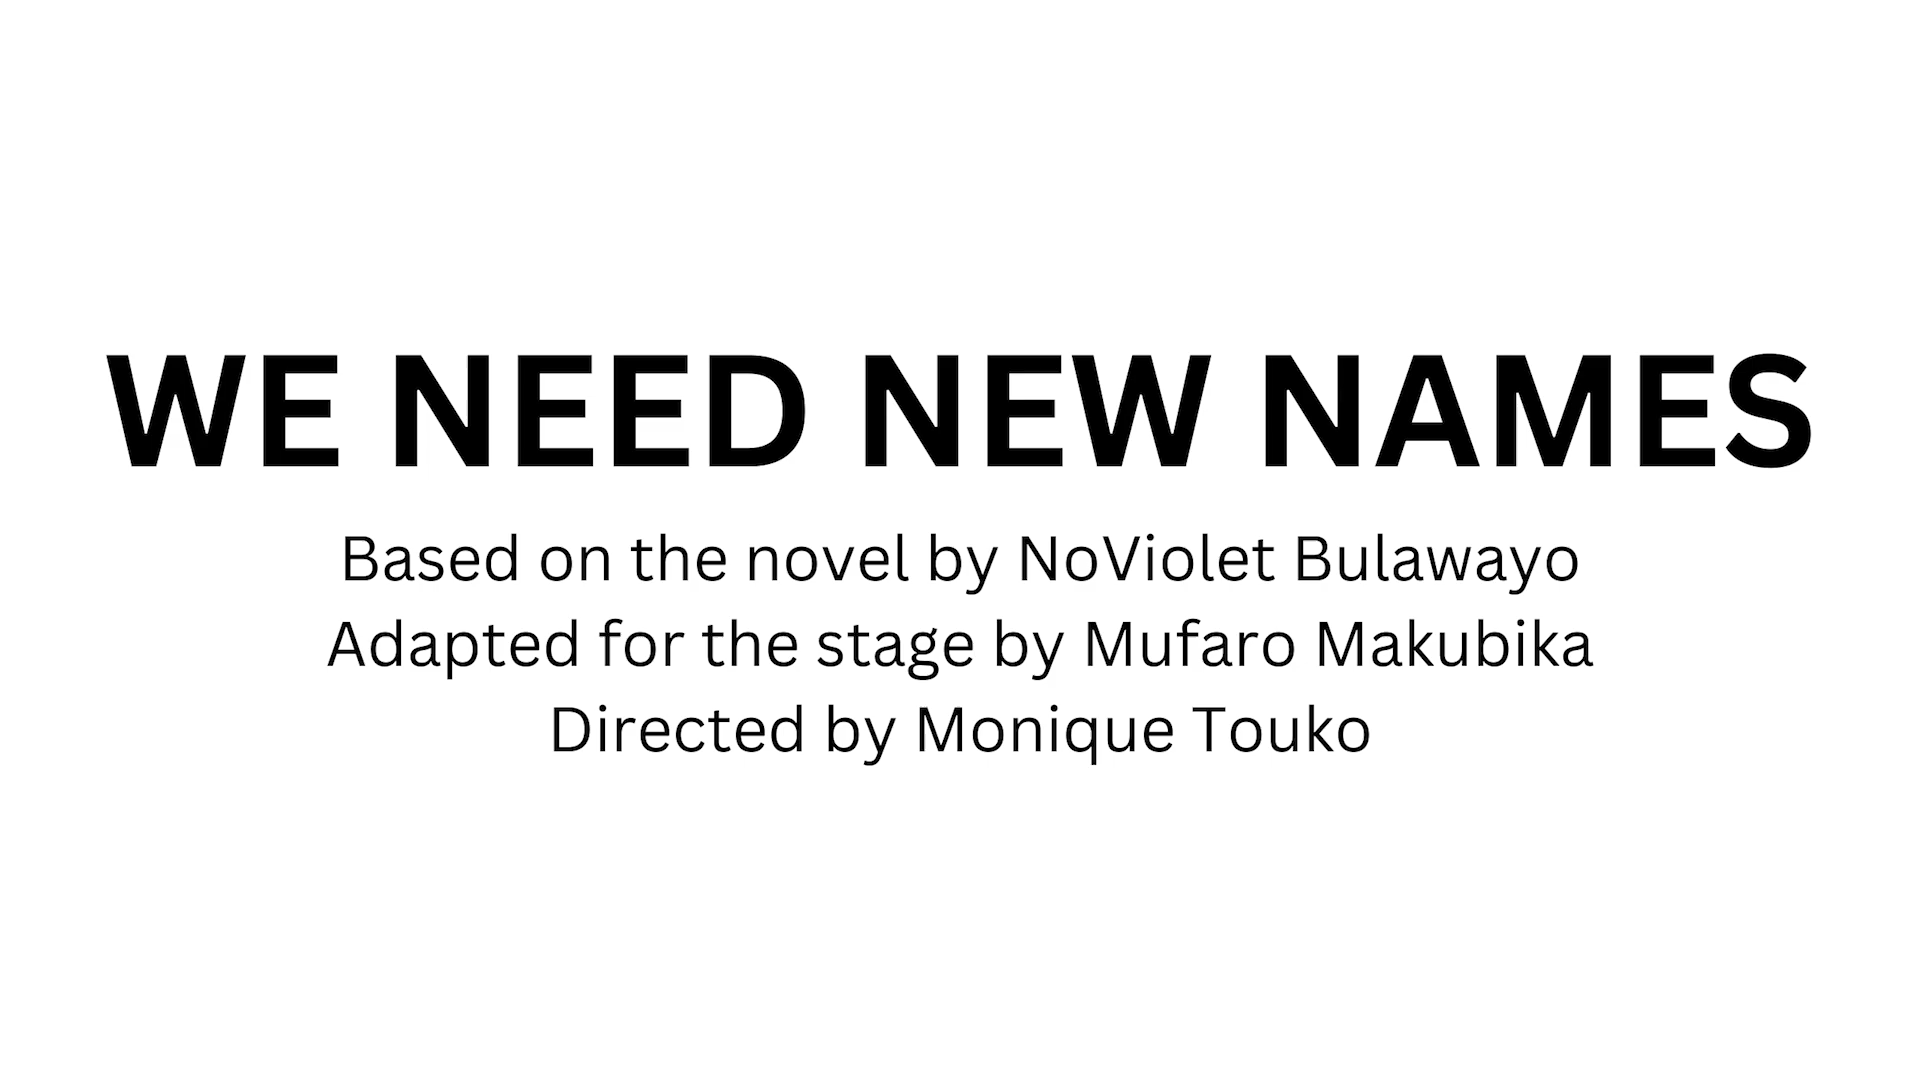 WE NEED NEW NAMES
Based on the novel by NoViolet Bulawayo
Adapted for the stage by Mufaro Makubika
Directed by Monique Touko